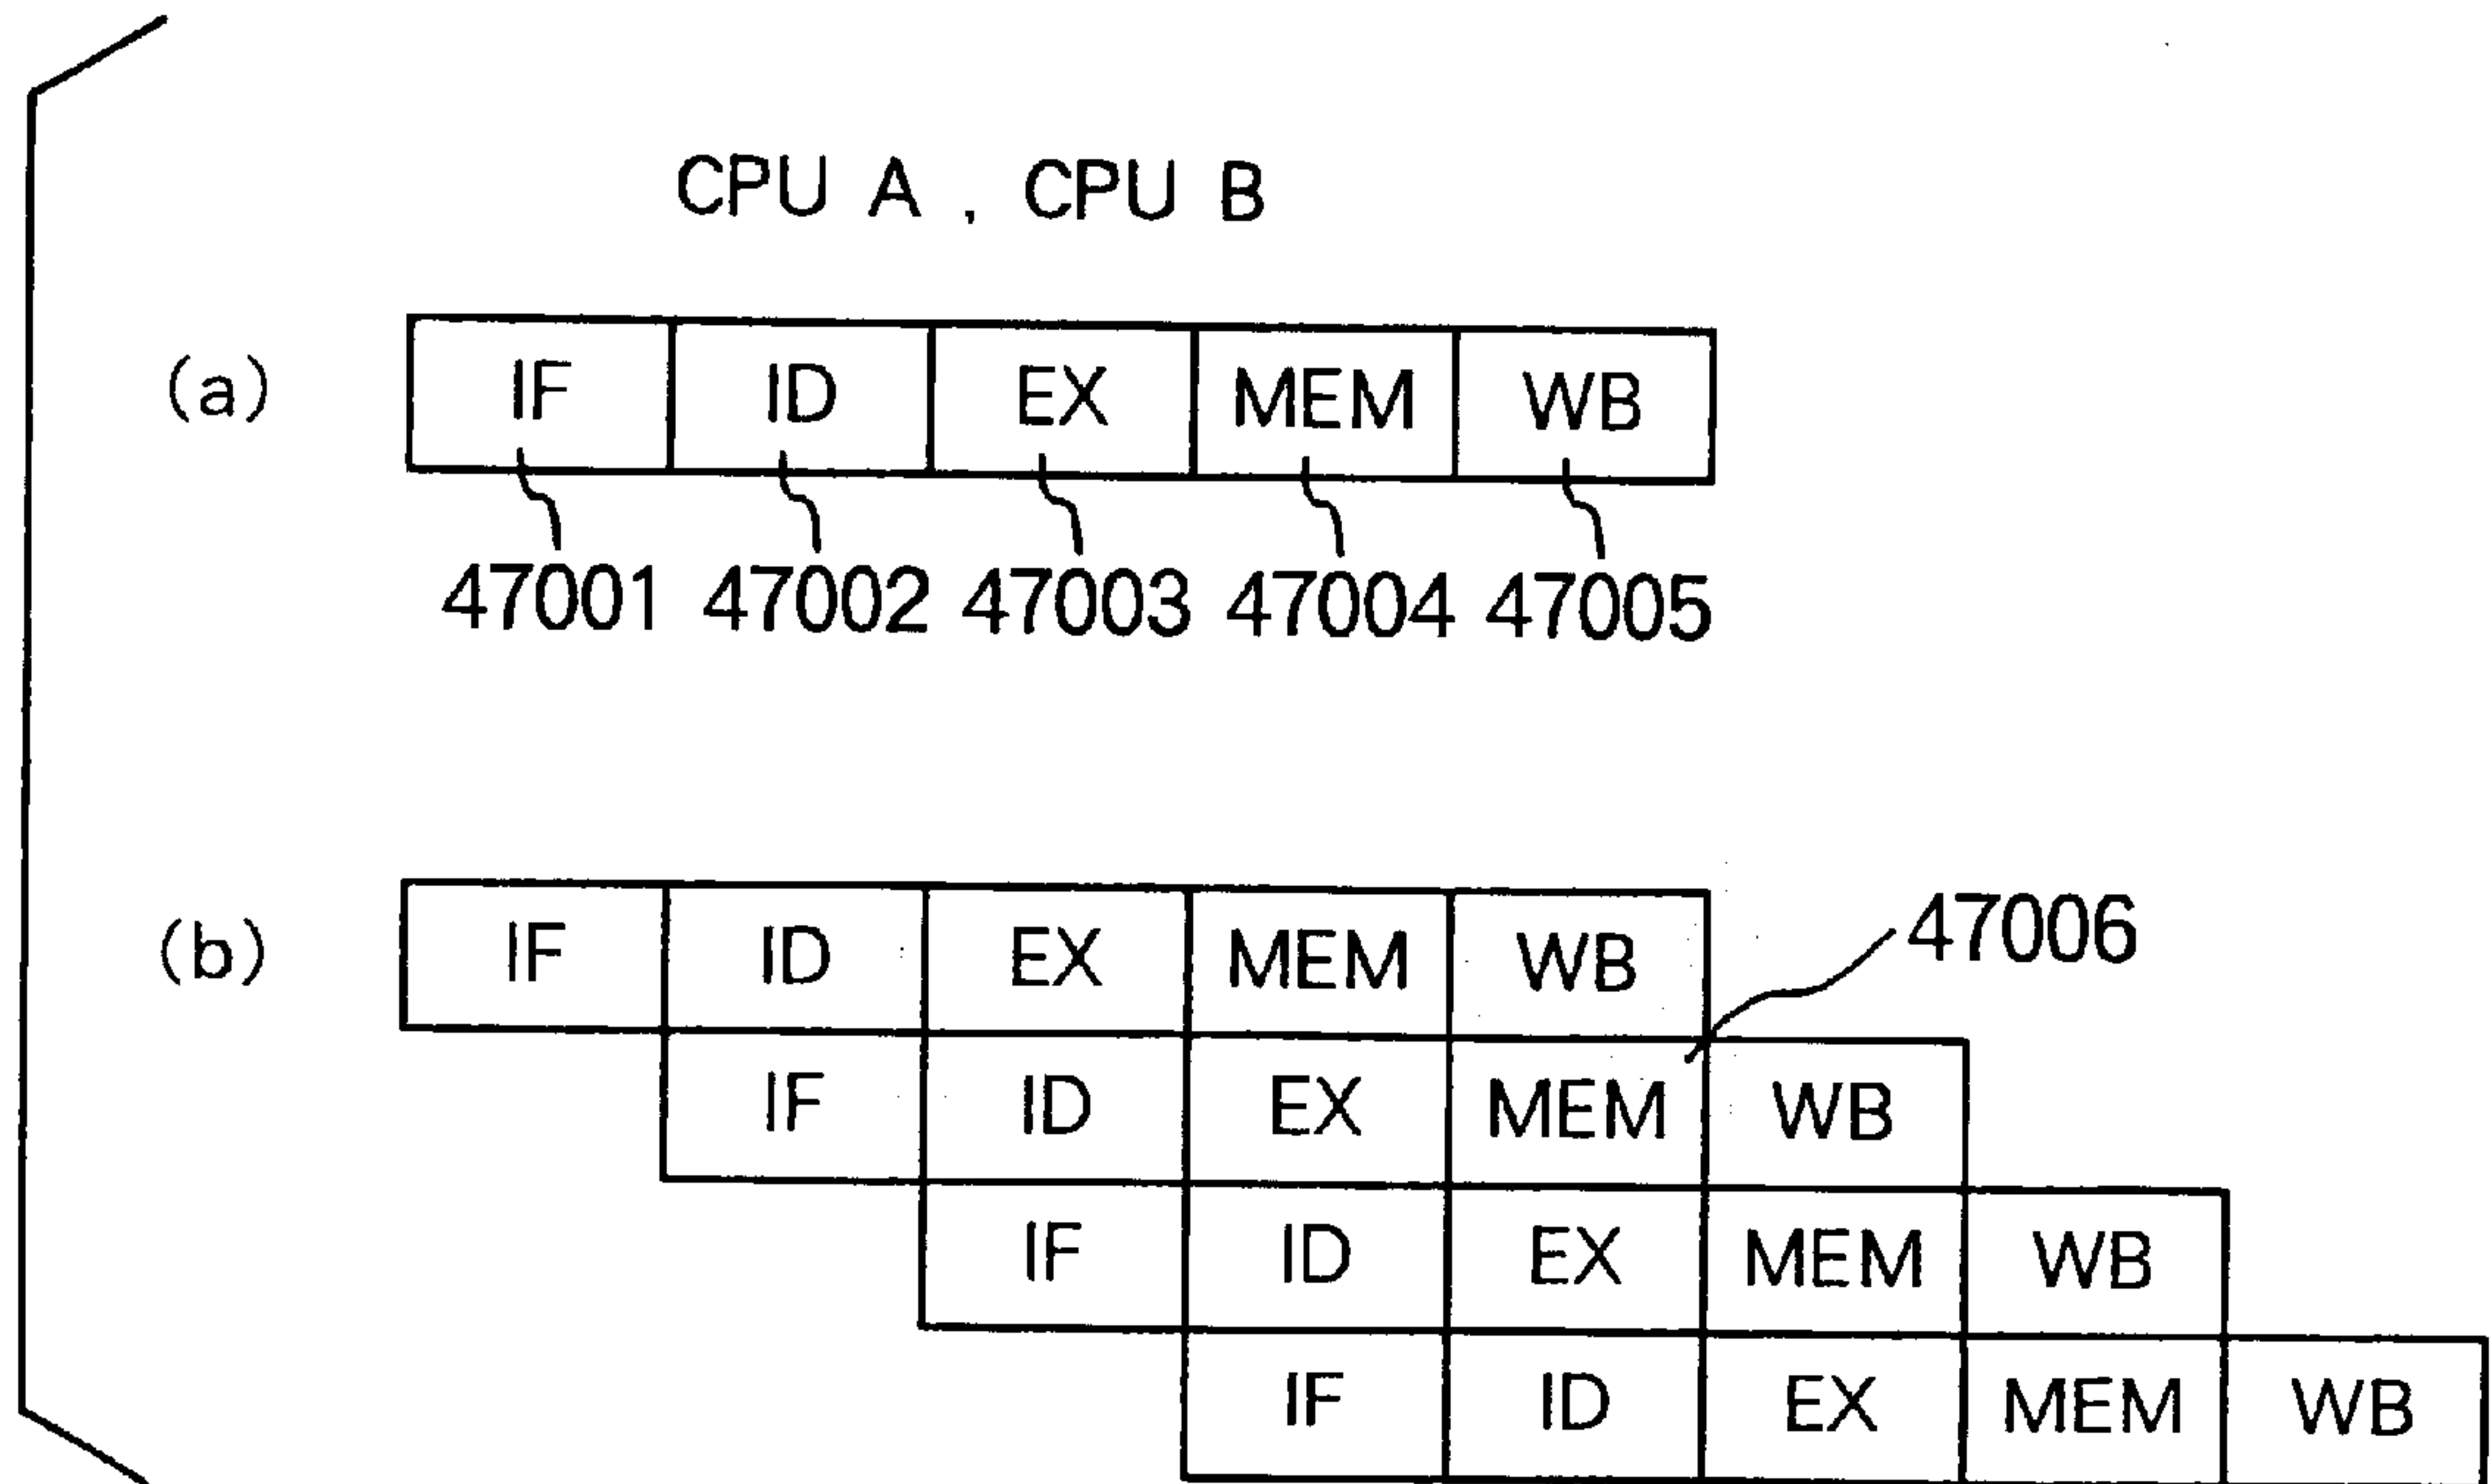 CPU A , CPU B
(a) IF ID EX MEM WB
47001 47002 47003 47004 47005
(b) IF ID EX MEM WB 47006
IF ID EX MEM WB
IF ID EX MEM WB
IF ID EX MEM WB